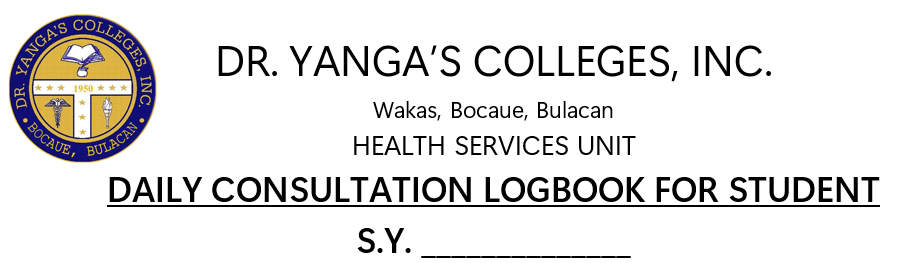 DR. YANGA'S COLLEGES, INC.
1950
BOCAUE, BULACAN
DR. YANGA’S COLLEGES, INC.
Wakas, Bocaue, Bulacan
HEALTH SERVICES UNIT
DAILY CONSULTATION LOGBOOK FOR STUDENT
S.Y. ______________